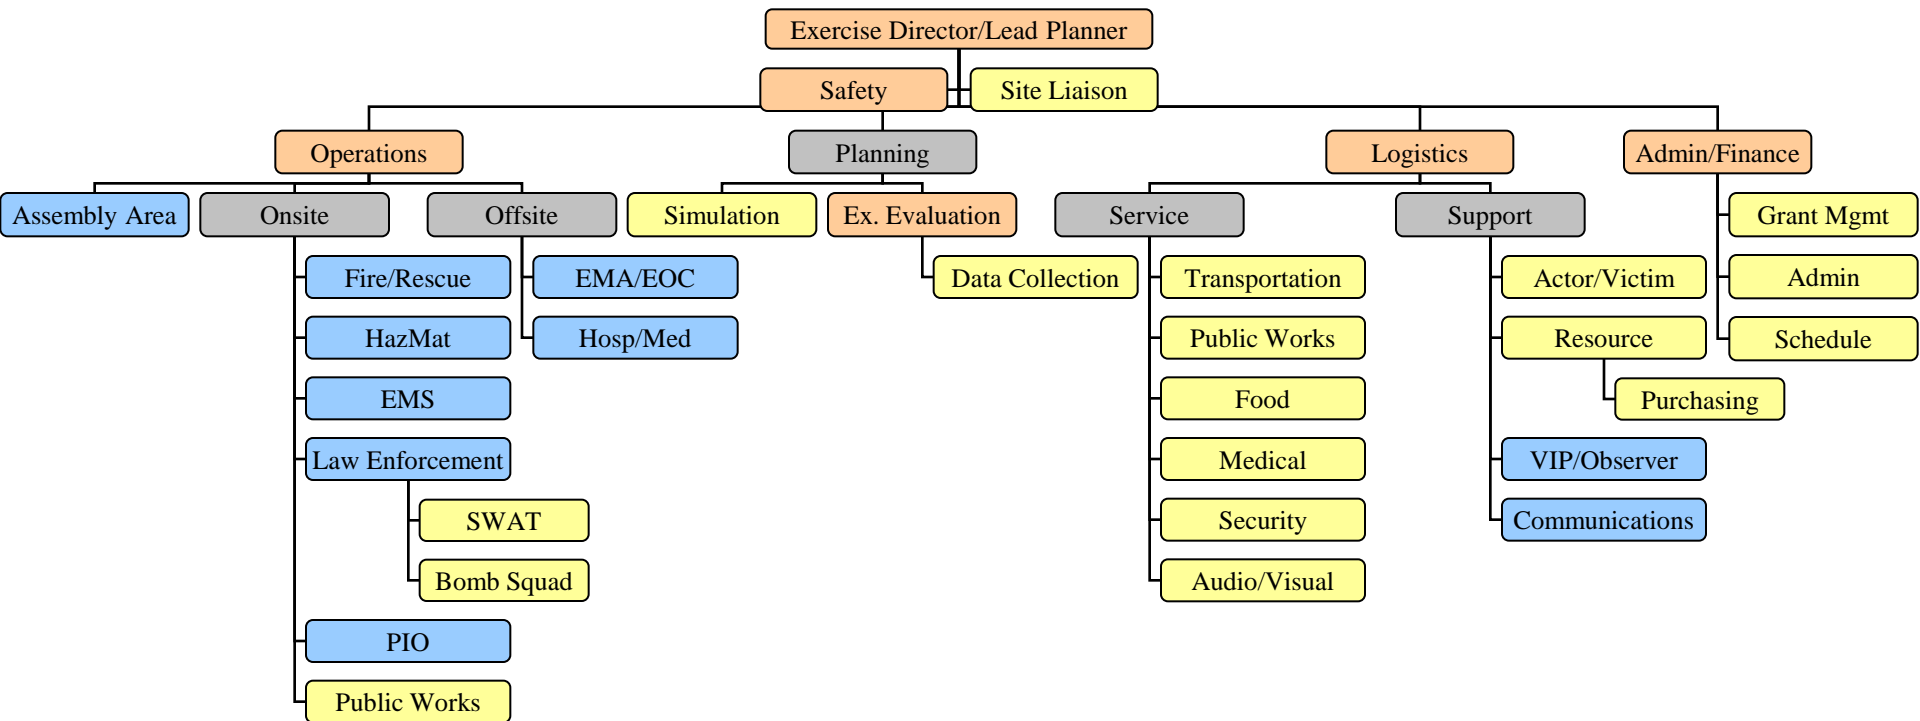 Exercise Director/Lead Planner
Safety
Site Liaison
Operations
Planning
Logistics
Admin/Finance
Assembly Area
Onsite
Offsite
Simulation
Ex. Evaluation
Service
Support
Grant Mgmt
Fire/Rescue
EMA/EOC
Data Collection
Transportation
Actor/Victim
Admin
HazMat
Hosp/Med
Public Works
Resource
Schedule
EMS
Food
Purchasing
Law Enforcement
Medical
VIP/Observer
SWAT
Security
Communications
Bomb Squad
Audio/Visual
PIO
Public Works